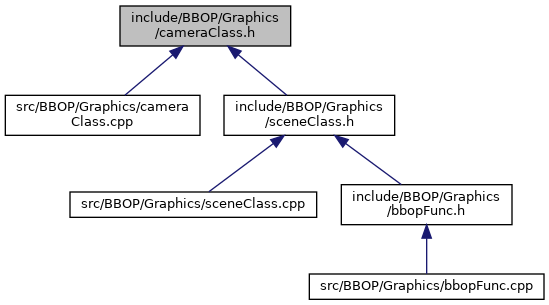 include/BBOP/Graphics
/cameraClass.h
src/BBOP/Graphics/camera
Class.cpp
include/BBOP/Graphics
/sceneClass.h
src/BBOP/Graphics/sceneClass.cpp
include/BBOP/Graphics
/bbopFunc.h
src/BBOP/Graphics/bbopFunc.cpp